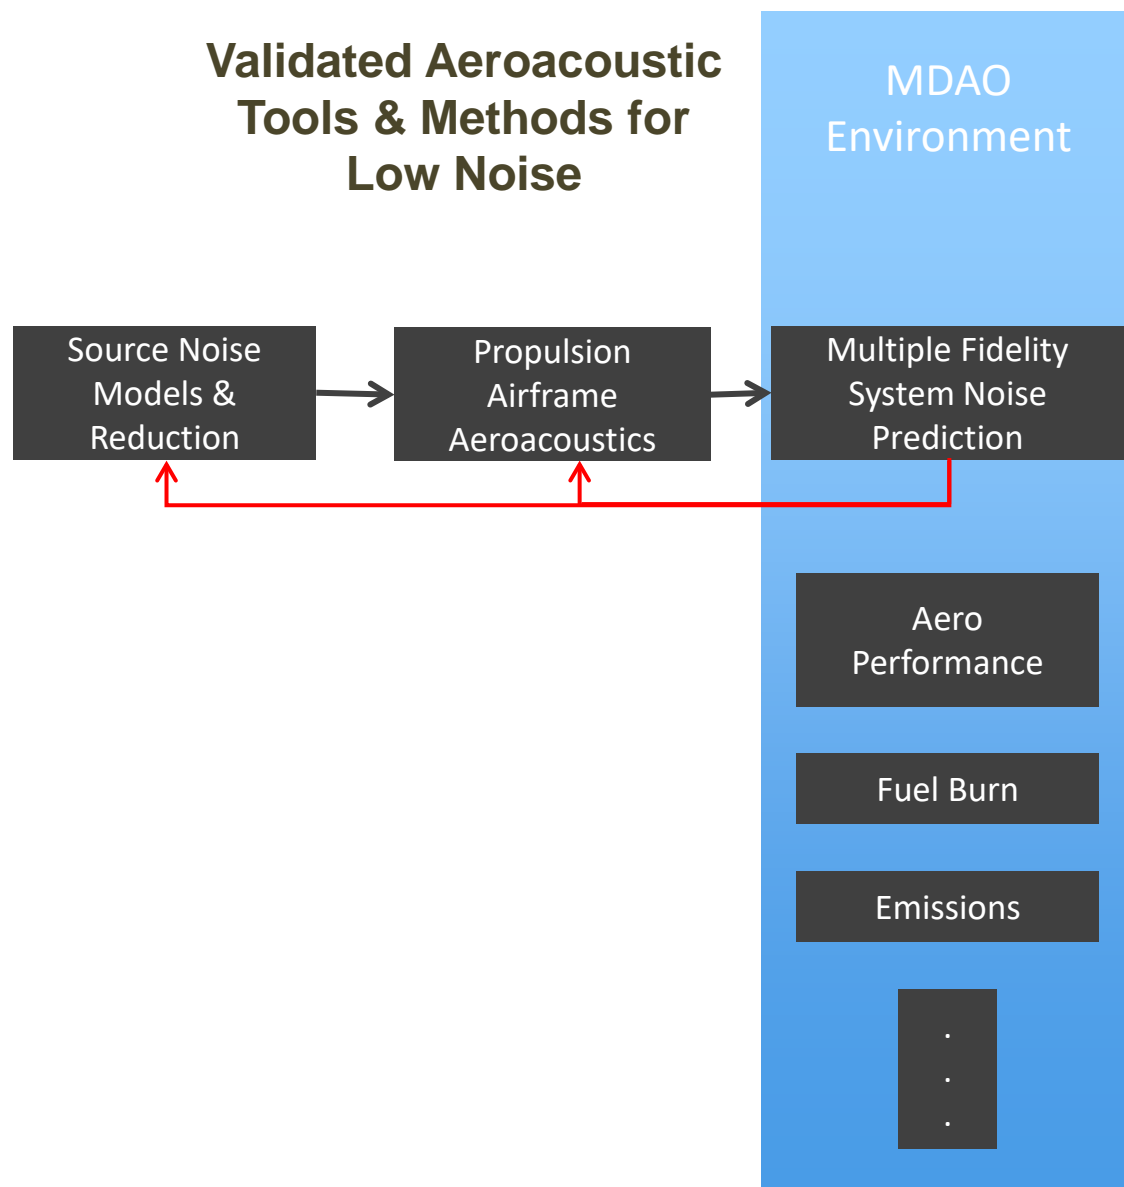 Validated Aeroacoustic
Tools & Methods for
Low Noise
MDAO
Environment
Source Noise
Models &
Reduction
Propulsion
Airframe
Aeroacoustics
Multiple Fidelity
System Noise
Prediction
Aero
Performance
Fuel Burn
Emissions
.
.
.